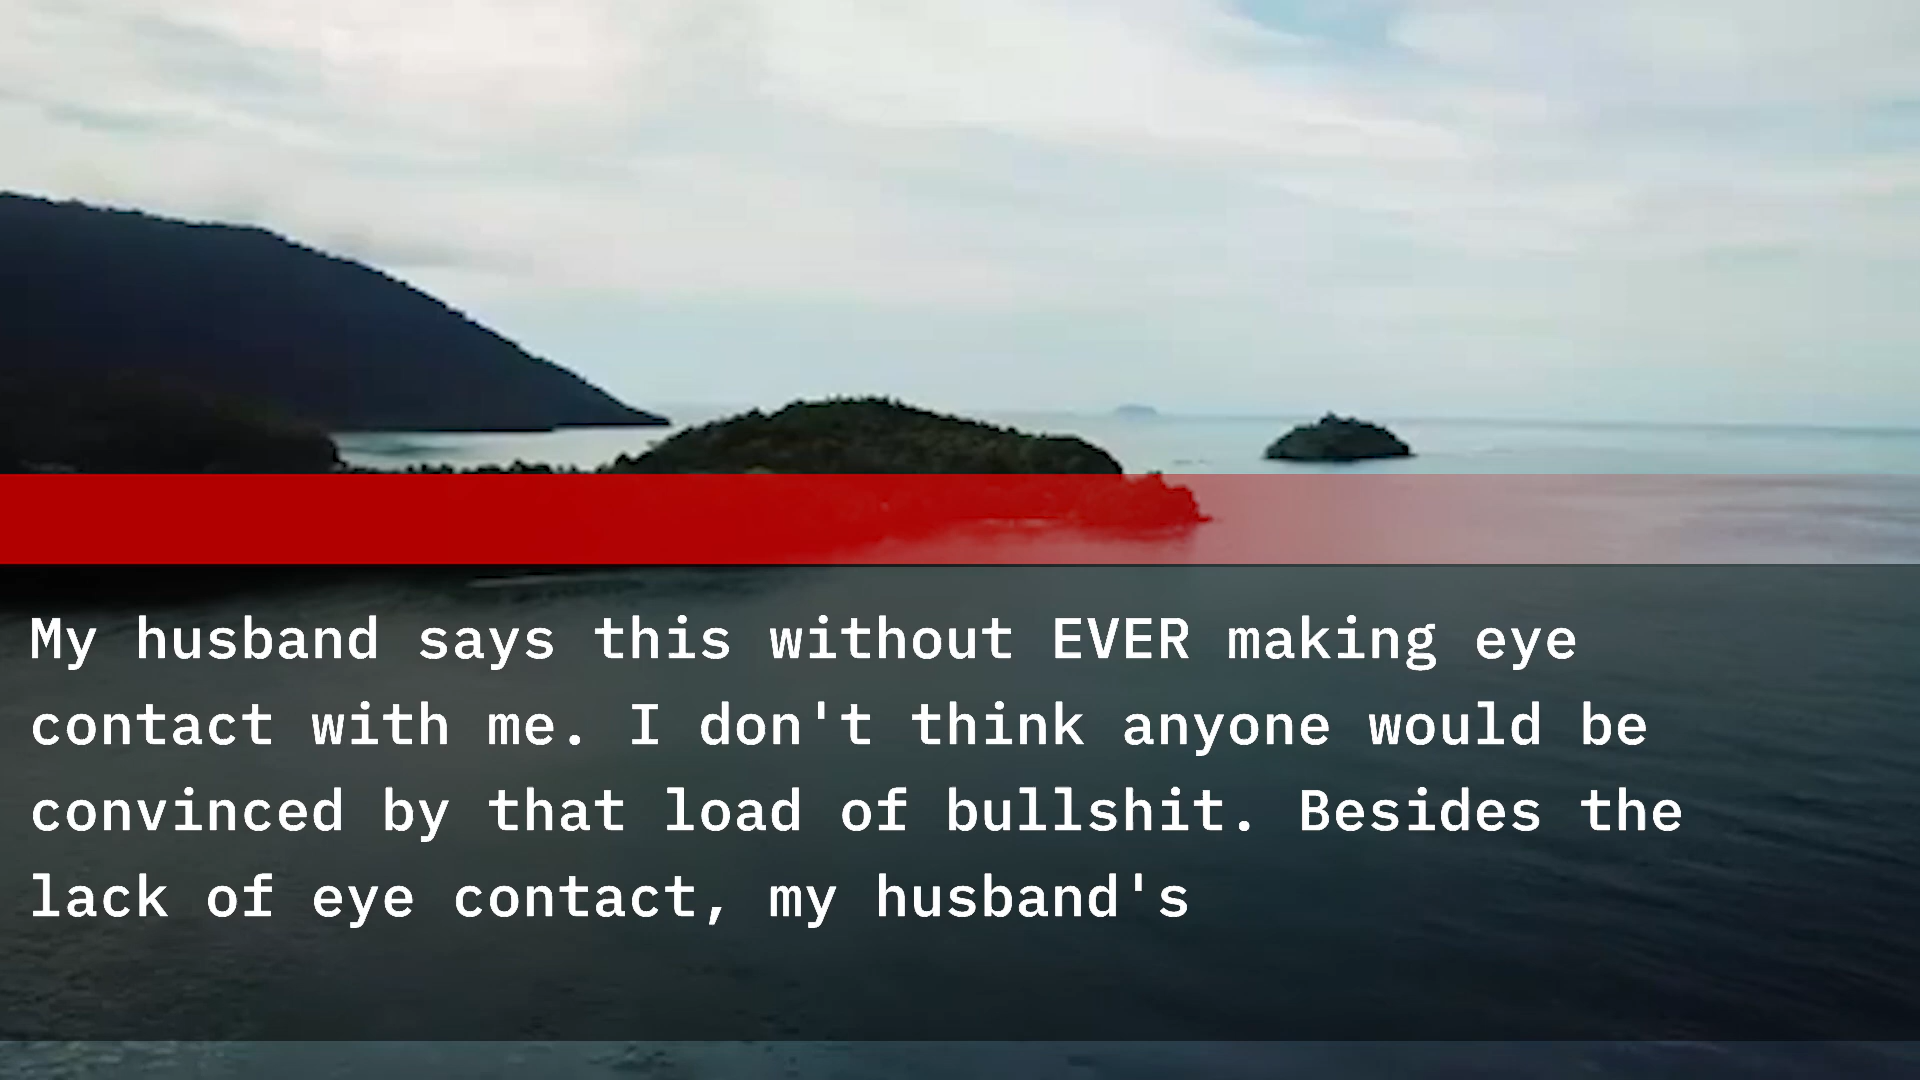 My husband says this without EVER making eye
contact with me. I don't think anyone would be
convinced by that load of bullshit. Besides the
lack of eye contact, my husband's